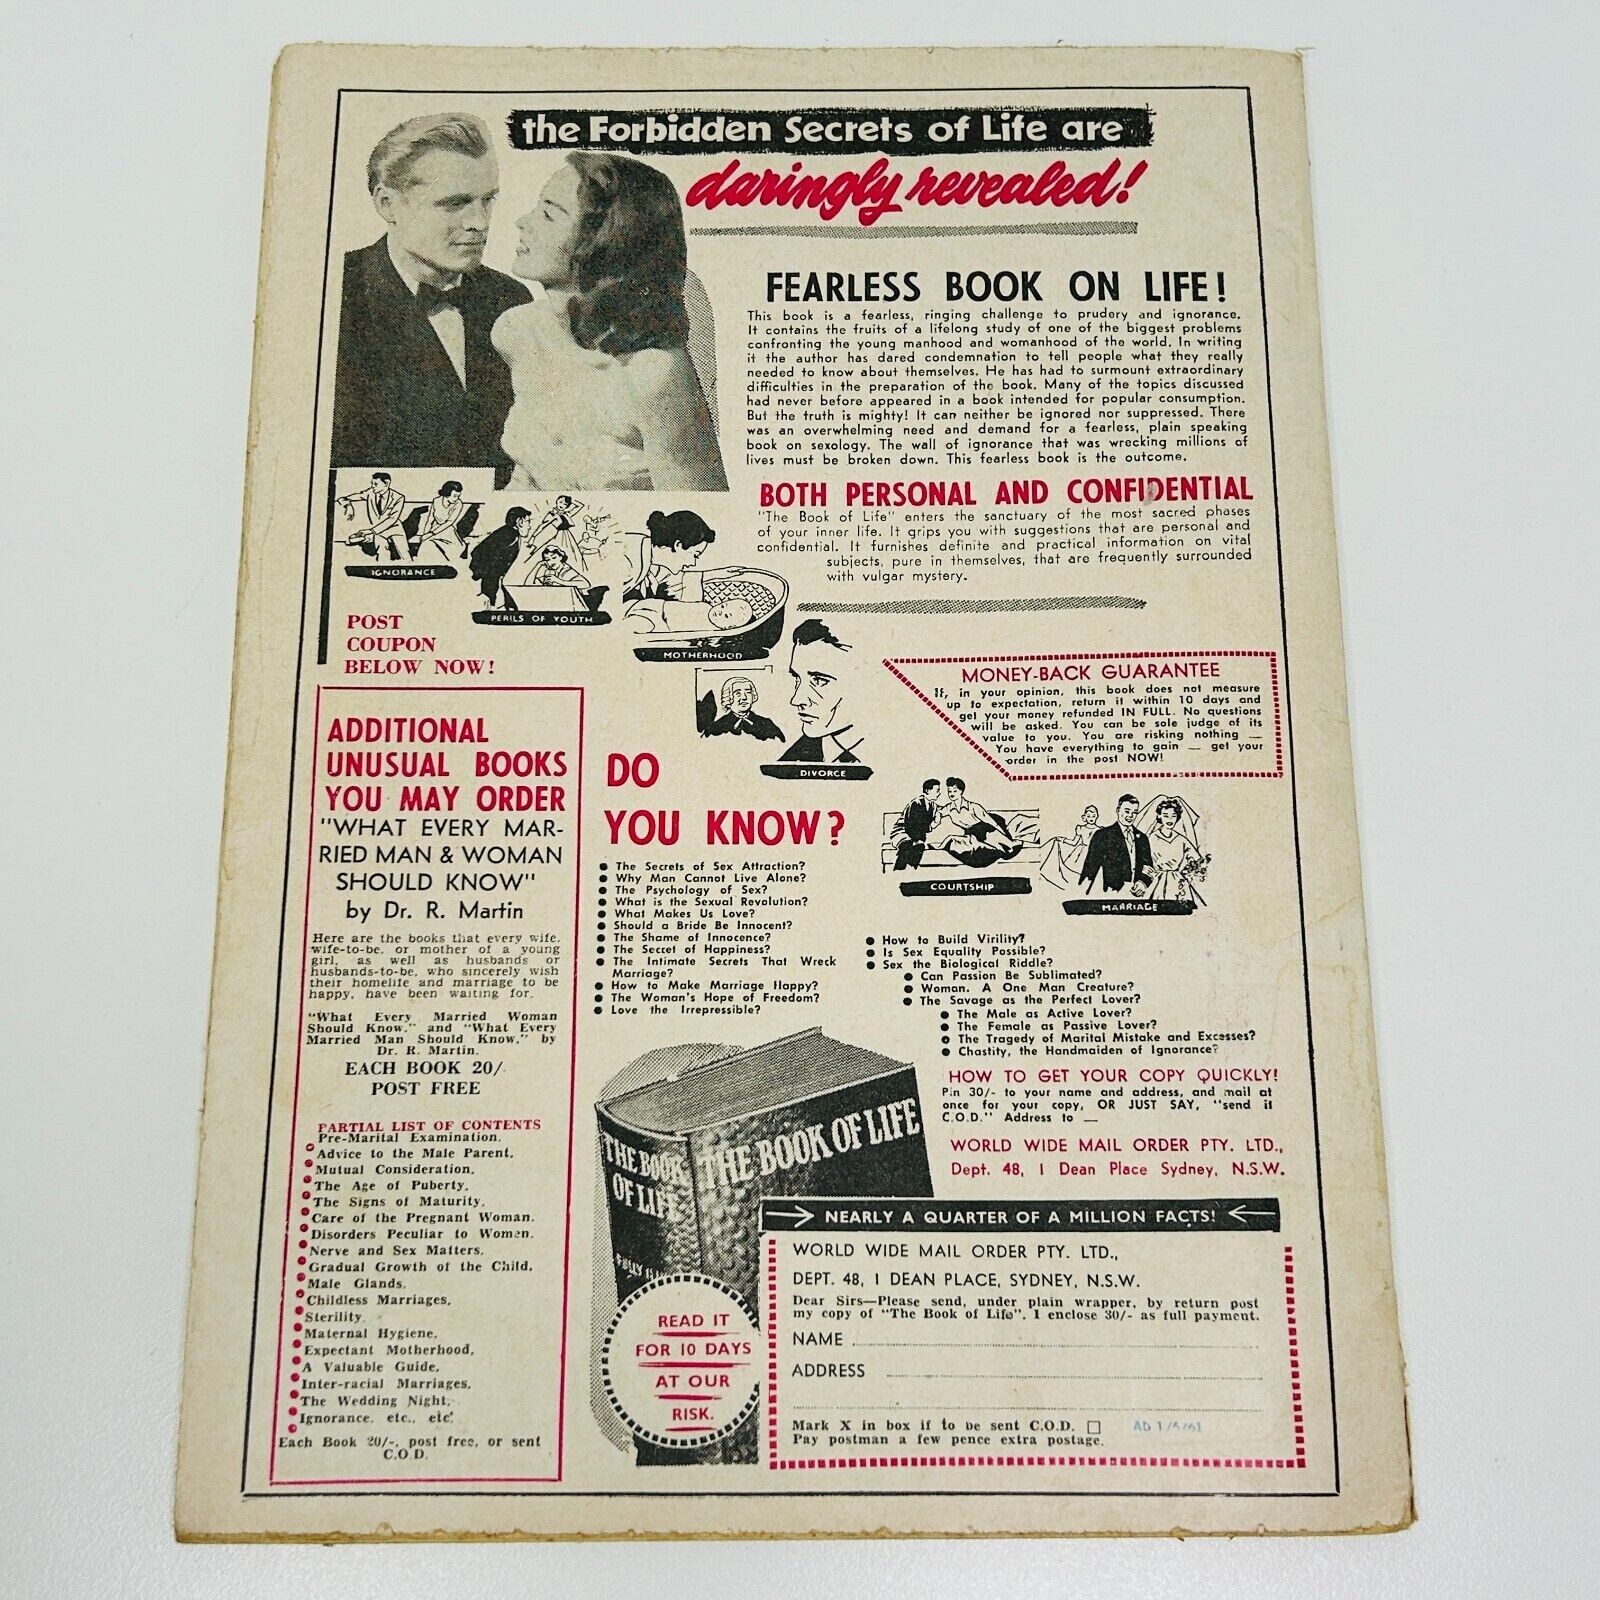 the Forbidden Secrets of Life are
daringly revealed!
FEARLESS BOOK ON LIFE!
This book is a fearless, ringing challenge to prudery and ignorance.
It contains the fruits of a lifelong study of one of the biggest problems
confronting the young manhood and womanhood of the world. In writing
it the author has dared condemnation to tell people what they really
needed to know about themselves. He has had to surmount extraordinary
difficulties in the preparation of the book. Many of the topics discussed
had never before appeared in a book intended for popular consumption.
But the truth is mighty! It can neither be ignored nor suppressed. There
was an overwhelming need and demand for a fearless, plain speaking
book on sexology. The wall of ignorance that was wrecking millions of
lives must be broken down. This fearless book is the outcome.
BOTH PERSONAL AND CONFIDENTIAL
"The Book of Life" enters the sanctuary of the most sacred phases
of your inner life. It grips you with suggestions that are personal and
confidential. It furnishes definite and practical information on vital
subjects, pure in themselves, that are frequently surrounded
with vulgar mystery.
IGNORANCE
PERILS OF YOUTH
MOTHERHOOD
DIVORCE
COURTSHIP
MARRIAGE
POST
COUPON
BELOW NOW!
MONEY-BACK GUARANTEE
If, in your opinion, this book does not measure
up to expectation, return it within 10 days and
get your money refunded IN FULL. No questions
will be asked. You can be sole judge of its
value to you. You are risking nothing —
You have everything to gain — get your
order in the post NOW!
ADDITIONAL
UNUSUAL BOOKS
YOU MAY ORDER
"WHAT EVERY MAR-
RIED MAN & WOMAN
SHOULD KNOW"
by Dr. R. Martin
Here are the books that every wife,
wife-to-be, or mother of a young
girl, as well as husbands or
husbands-to-be, who sincerely wish
their homelife and marriage to be
happy, have been waiting for.
"What Every Married Woman
Should Know," and "What Every
Married Man Should Know," by
Dr. R. Martin.
EACH BOOK 20/-
POST FREE
PARTIAL LIST OF CONTENTS
Pre-Marital Examination.
Advice to the Male Parent.
Mutual Consideration.
The Age of Puberty.
The Signs of Maturity.
Care of the Pregnant Woman.
Disorders Peculiar to Women.
Nerve and Sex Matters.
Gradual Growth of the Child.
Male Glands.
Childless Marriages.
Sterility.
Maternal Hygiene.
Expectant Motherhood.
A Valuable Guide.
Inter-racial Marriages.
The Wedding Night.
Ignorance, etc., etc.
Each Book 20/-, post free, or sent
C.O.D.
DO
YOU KNOW?
● The Secrets of Sex Attraction?
● Why Man Cannot Live Alone?
● The Psychology of Sex?
● What is the Sexual Revolution?
● What Makes Us Love?
● Should a Bride Be Innocent?
● The Shame of Innocence?
● The Secret of Happiness?
● The Intimate Secrets That Wreck
Marriage?
● How to Make Marriage Happy?
● The Woman's Hope of Freedom?
● Love the Irrepressible?
● How to Build Virility?
● Is Sex Equality Possible?
● Sex the Biological Riddle?
● Can Passion Be Sublimated?
● Woman. A One Man Creature?
● The Savage as the Perfect Lover?
● The Male as Active Lover?
● The Female as Passive Lover?
● The Tragedy of Marital Mistake and Excesses?
● Chastity, the Handmaiden of Ignorance?
HOW TO GET YOUR COPY QUICKLY!
Pin 30/- to your name and address, and mail at
once for your copy, OR JUST SAY, "send it
C.O.D." Address to —
WORLD WIDE MAIL ORDER PTY. LTD.,
Dept. 48, 1 Dean Place Sydney, N.S.W.
THE BOOK
OF LIFE
THE BOOK OF LIFE
READ IT
FOR 10 DAYS
AT OUR
RISK.
NEARLY A QUARTER OF A MILLION FACTS!
WORLD WIDE MAIL ORDER PTY. LTD.,
DEPT. 48, 1 DEAN PLACE, SYDNEY, N.S.W.
Dear Sirs—Please send, under plain wrapper, by return post
my copy of "The Book of Life". I enclose 30/- as full payment.
NAME
ADDRESS
Mark X in box if to be sent C.O.D. □
Pay postman a few pence extra postage.